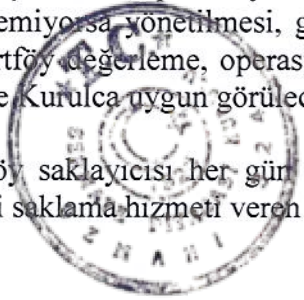 emiyorsa yönetilmesi, g
rtföy değerleme, operas
e Kurulca uygun görülec
öy saklayıcısı her gün
i saklama hizmeti veren
T.C.